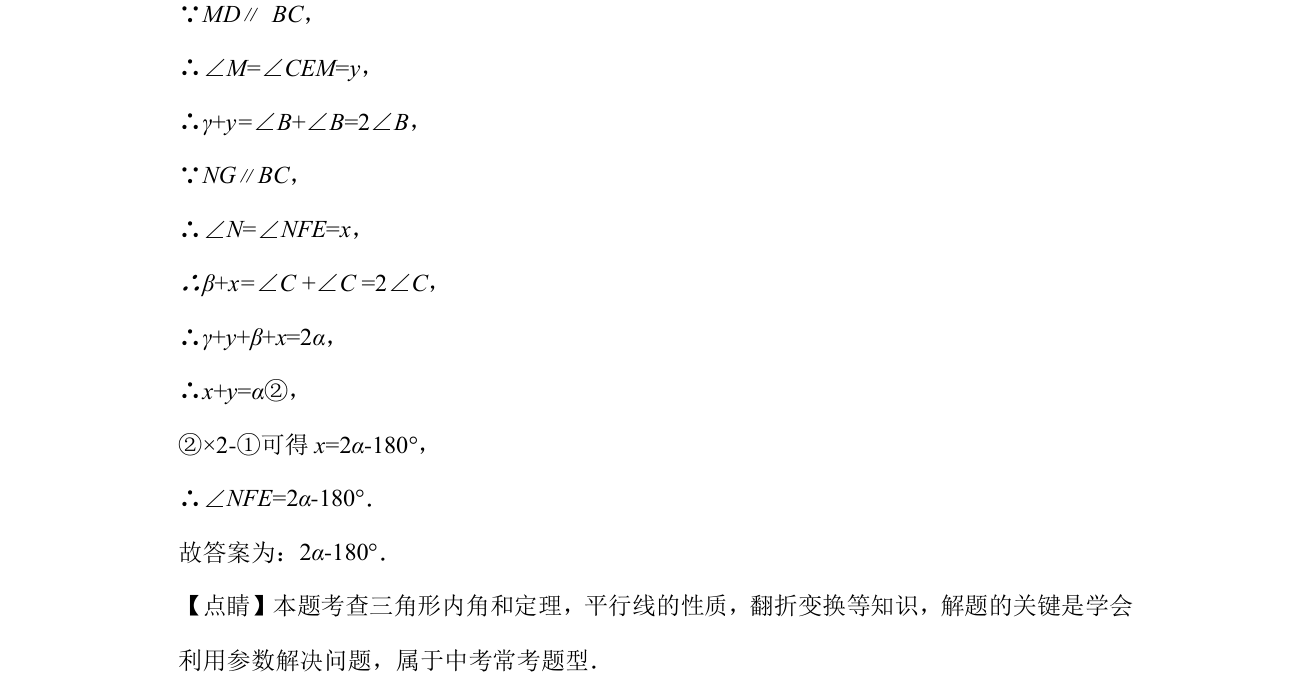 ∵MD∥ BC，
∴∠M=∠CEM=y，
∴γ+y=∠B+∠B=2∠B，
∵NG∥BC，
∴∠N=∠NFE=x，
∴β+x=∠C +∠C =2∠C，
∴γ+y+β+x=2α，
∴x+y=α②，
②×2-①可得 x=2α-180°，
∴∠NFE=2α-180°．
故答案为：2α-180°．
【点睛】本题考查三角形内角和定理，平行线的性质，翻折变换等知识，解题的关键是学会
利用参数解决问题，属于中考常考题型．